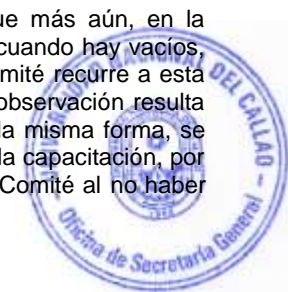 ue más aún, en la
cuando hay vacíos,
mité recurre a esta
observación resulta
la misma forma, se
la capacitación, por
Comité al no haber
NACIONAL DEL CALLAO
Oficina de Secretaría General